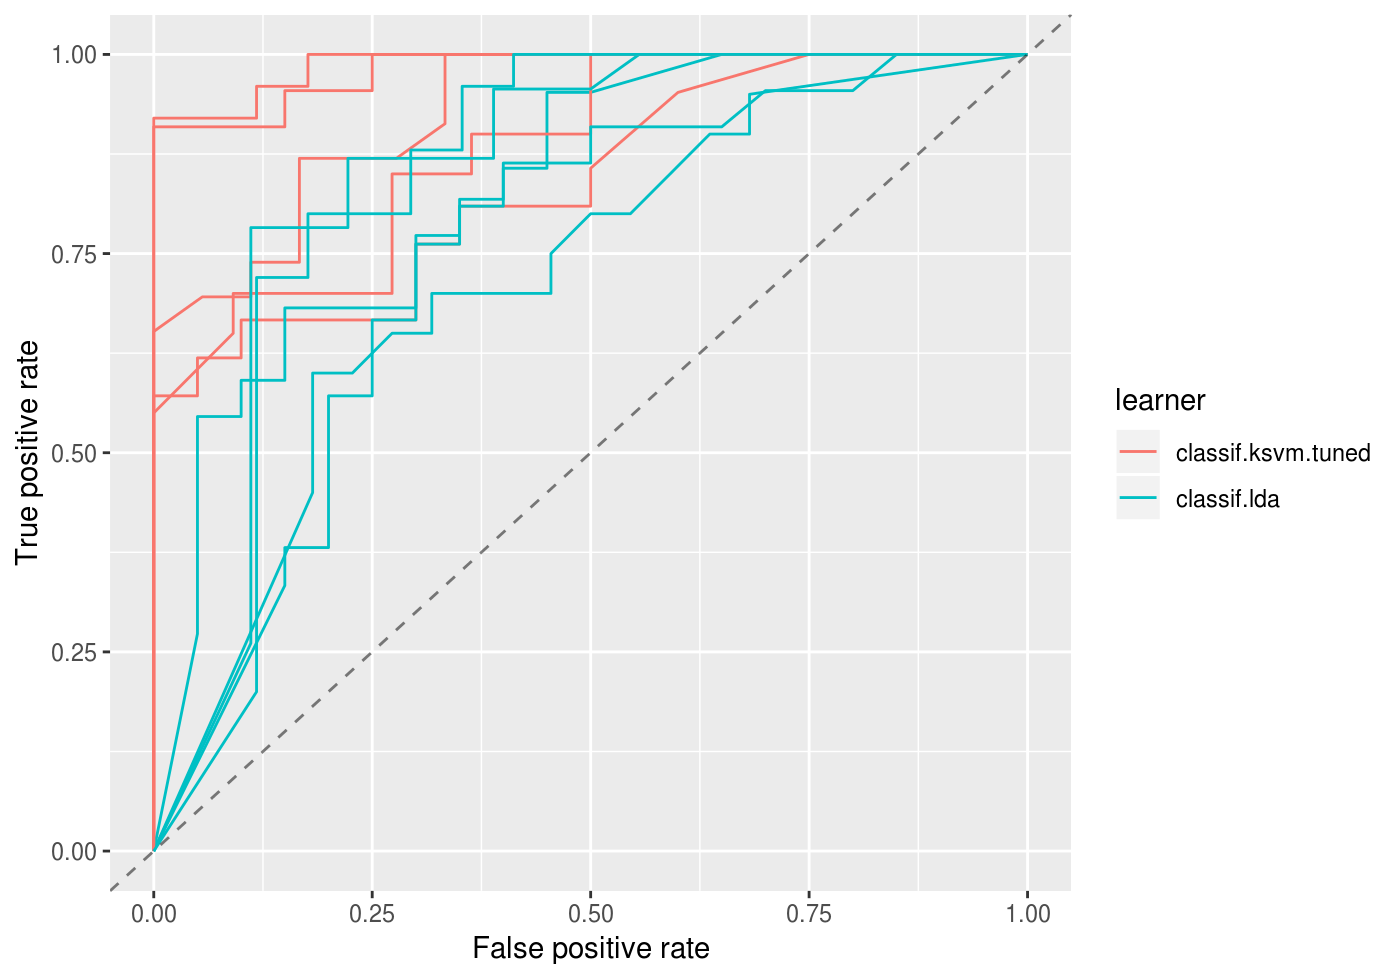 True positive rate
1.00
0.75
0.50
0.25
0.00
0.00 0.25 0.50 0.75 1.00
False positive rate
learner
classif.ksvm.tuned
classif.lda